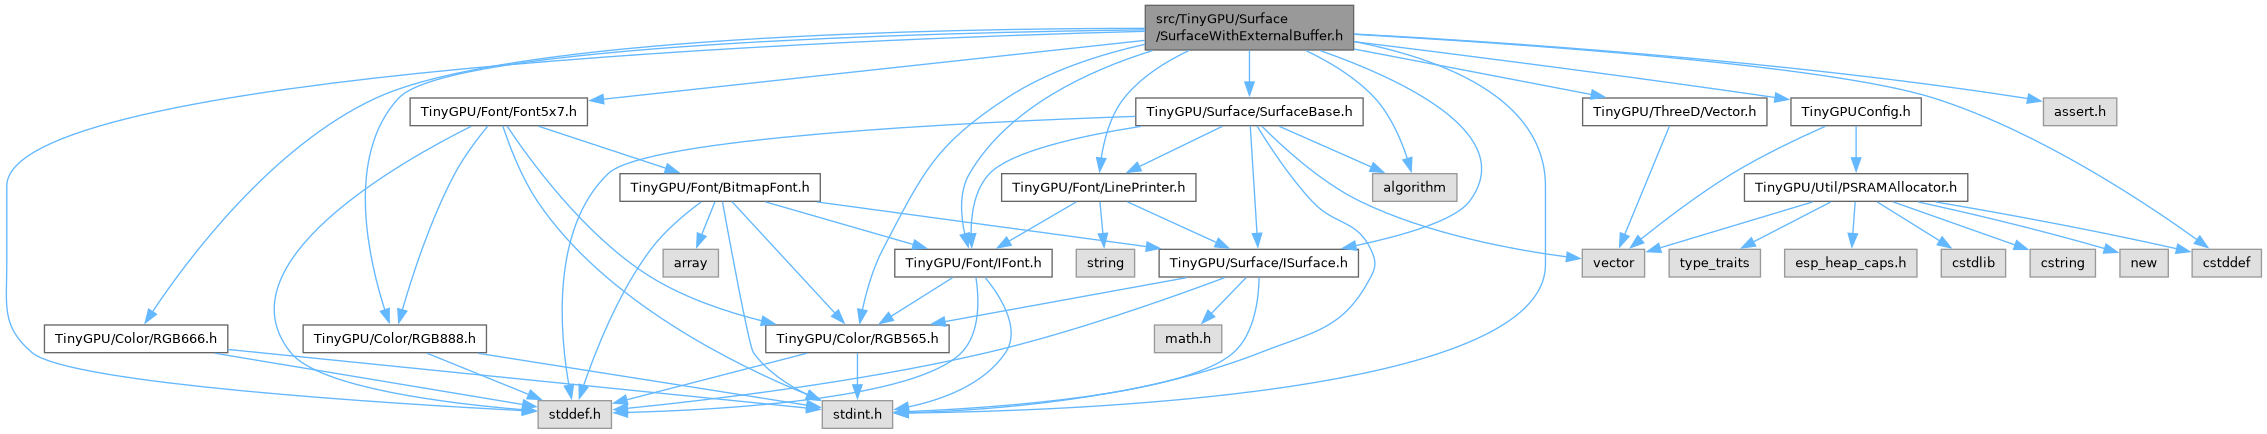 src/TinyGPU/Surface
/SurfaceWithExternalBuffer.h
TinyGPU/Font/Font5x7.h
TinyGPU/Surface/SurfaceBase.h
TinyGPU/ThreeD/Vector.h
TinyGPUConfig.h
assert.h
TinyGPU/Font/BitmapFont.h
TinyGPU/Font/LinePrinter.h
algorithm
TinyGPU/Util/PSRAMAllocator.h
array
TinyGPU/Font/IFont.h
string
TinyGPU/Surface/ISurface.h
vector
type_traits
esp_heap_caps.h
cstdlib
cstring
new
cstddef
TinyGPU/Color/RGB666.h
TinyGPU/Color/RGB888.h
TinyGPU/Color/RGB565.h
math.h
stddef.h
stdint.h